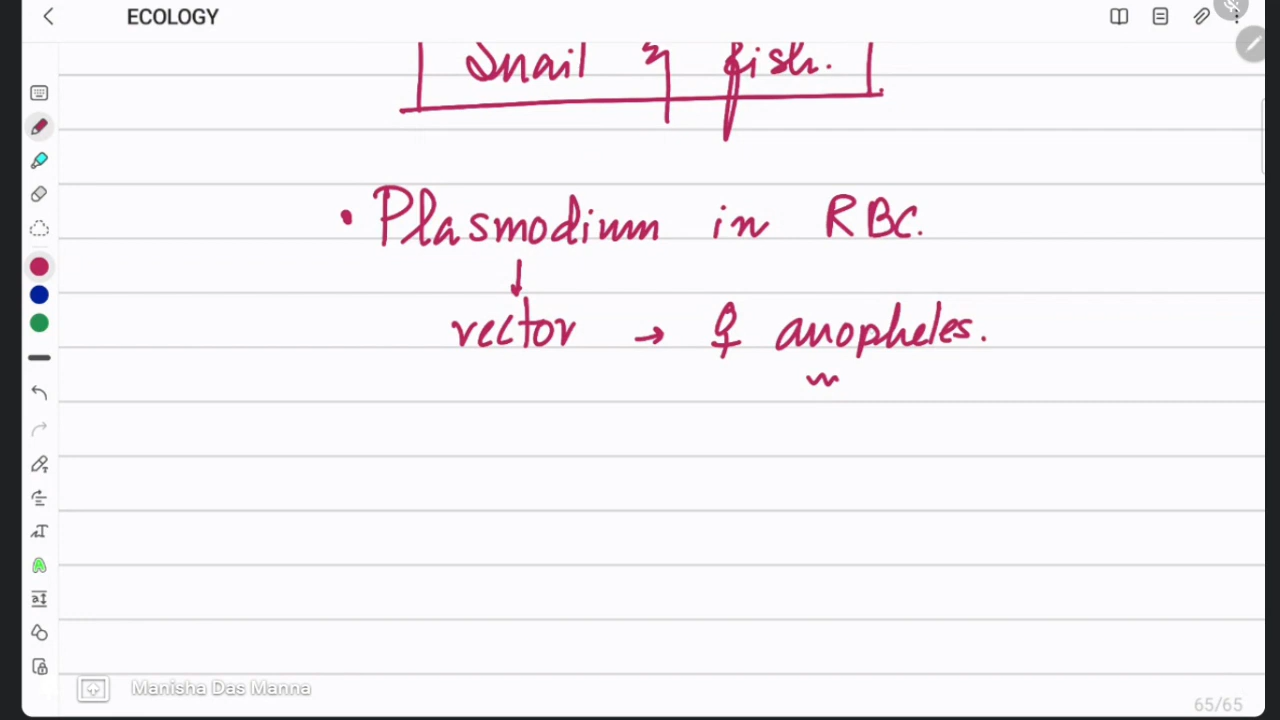 ECOLOGY
Snail & fish.
• Plasmodium in RBC.
↓
vector → ♀ anopheles.
Manisha Das Manna
65/65